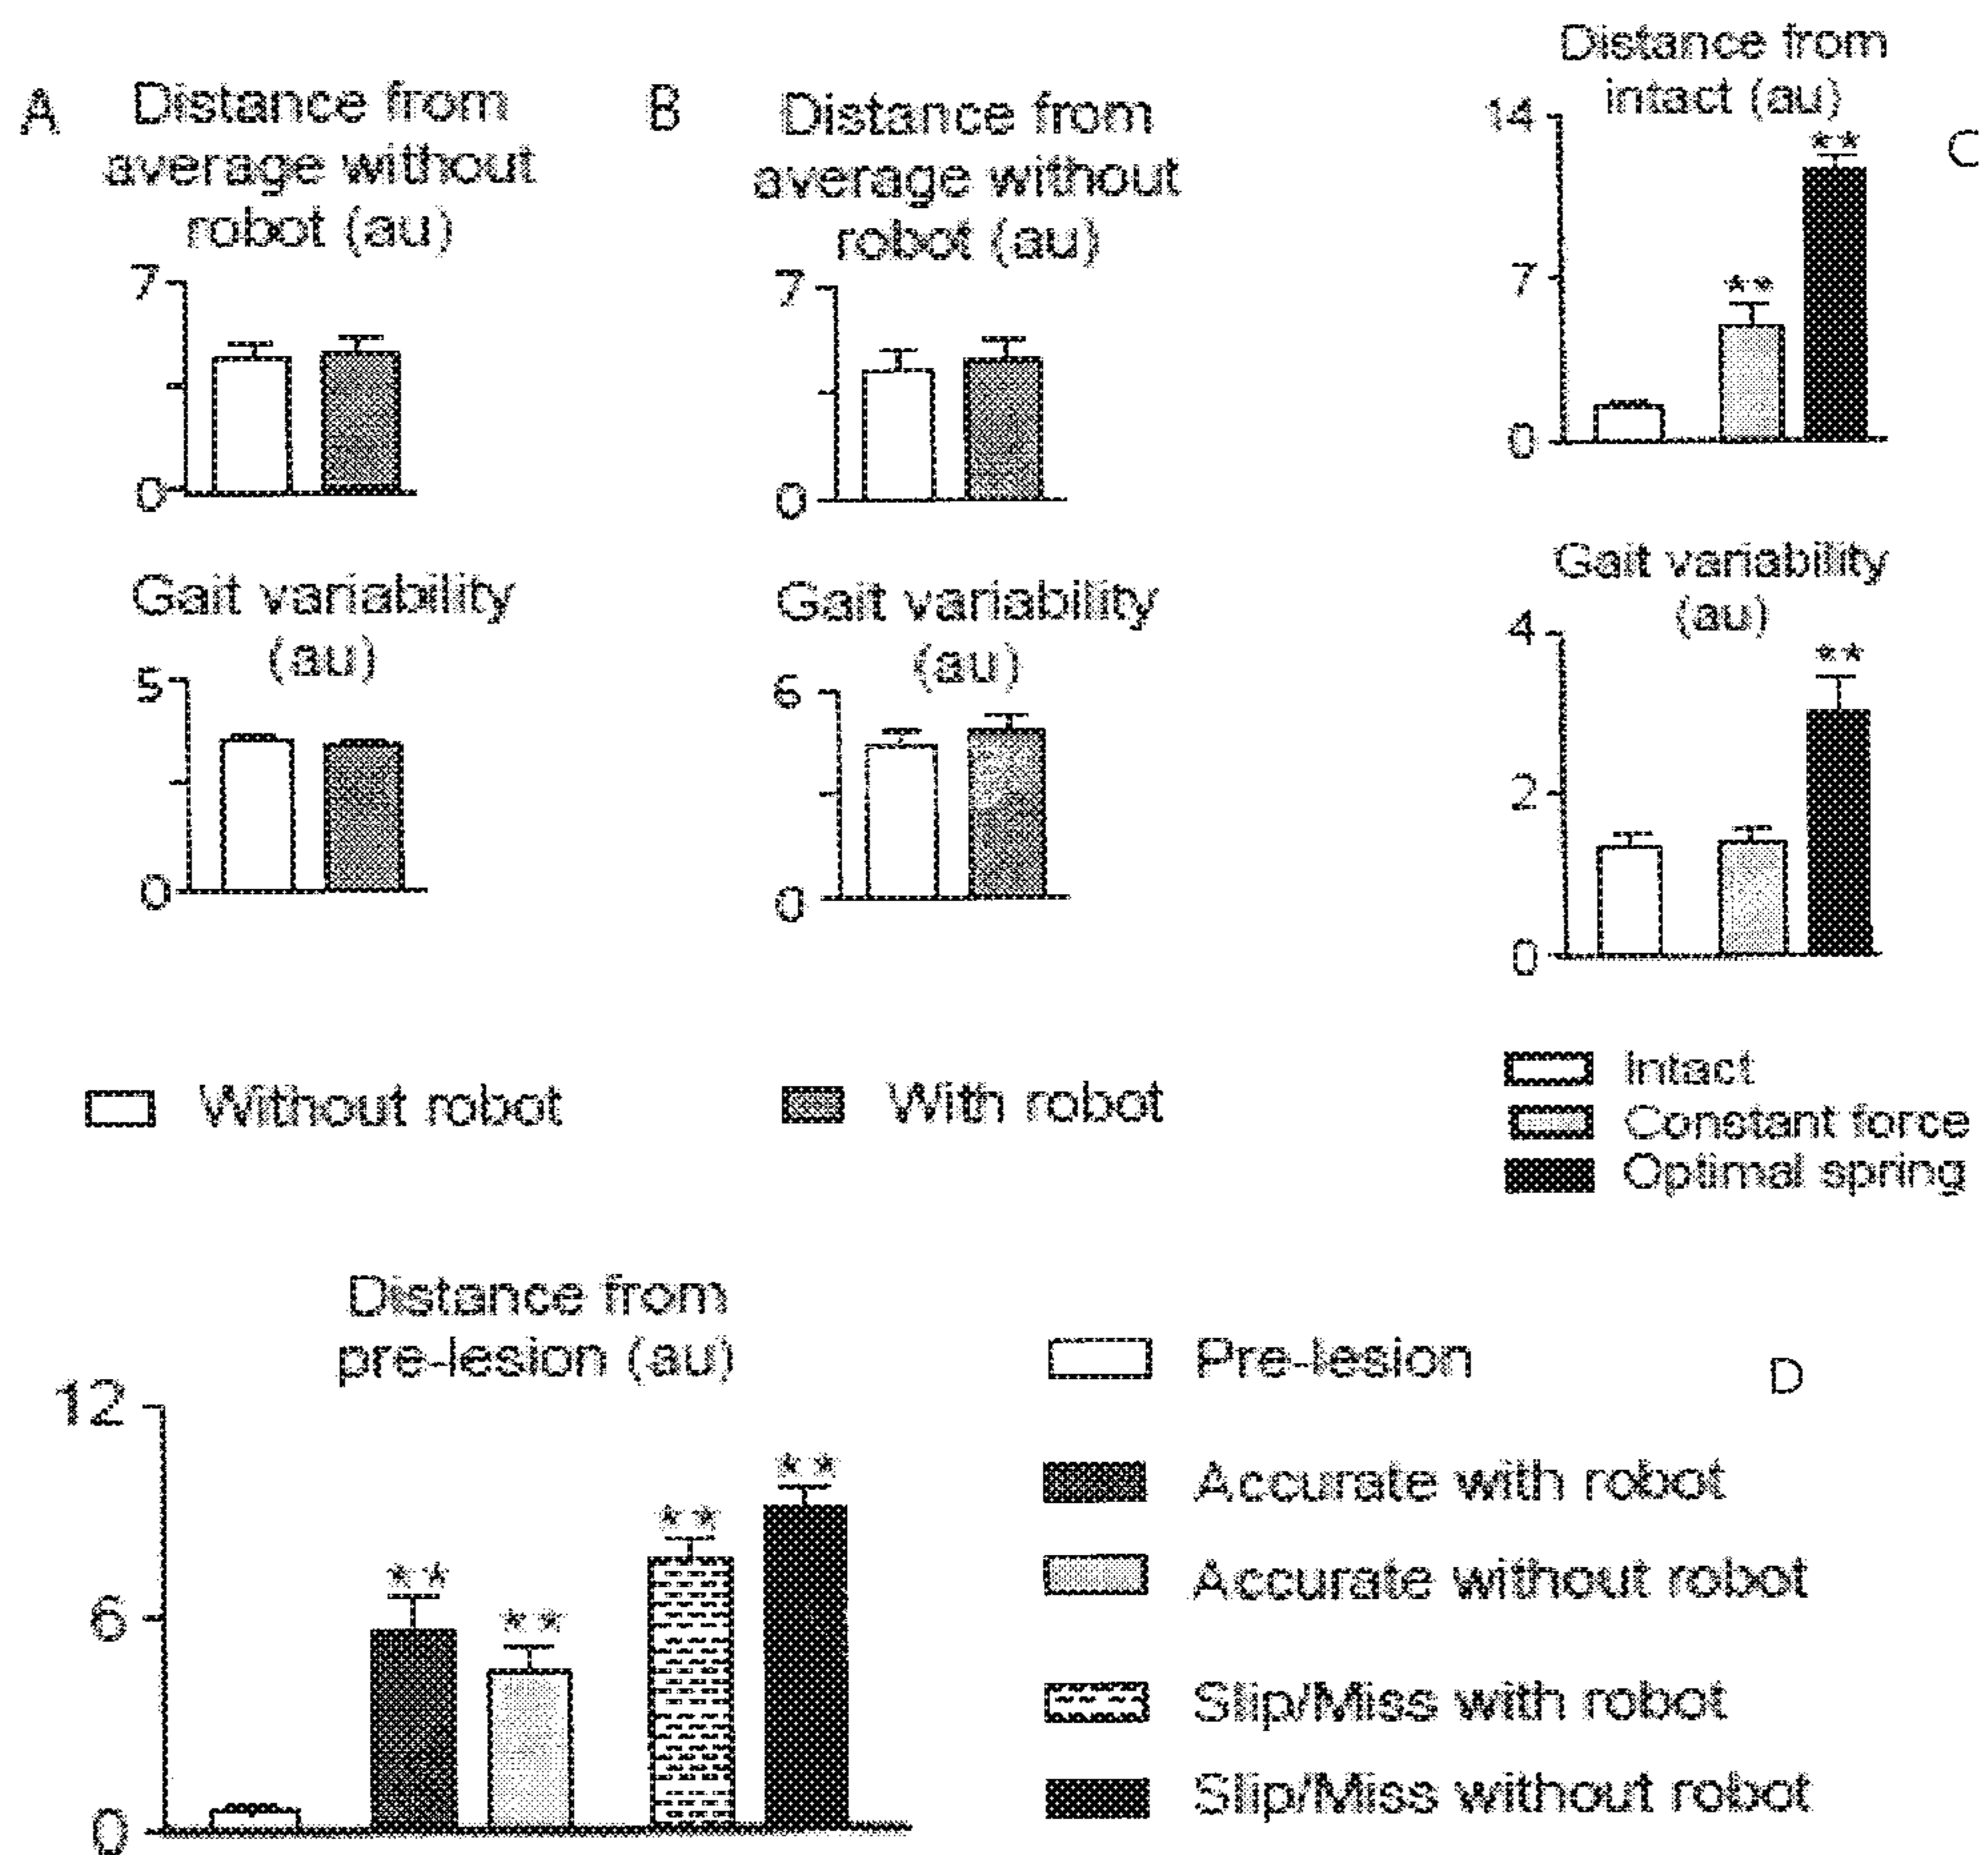 A
Distance from
average without
robot (au)
7
0
Gait variability
(au)
5
0
B
Distance from
average without
robot (au)
7
0
Gait variability
(au)
6
0
C
Distance from
intact (au)
14
7
0
**
**
Gait variability
(au)
4
2
0
**
Without robot
With robot
Intact
Constant force
Optimal spring
D
Distance from
pre-lesion (au)
12
6
0
**
**
**
**
Pre-lesion
Accurate with robot
Accurate without robot
Slip/Miss with robot
Slip/Miss without robot